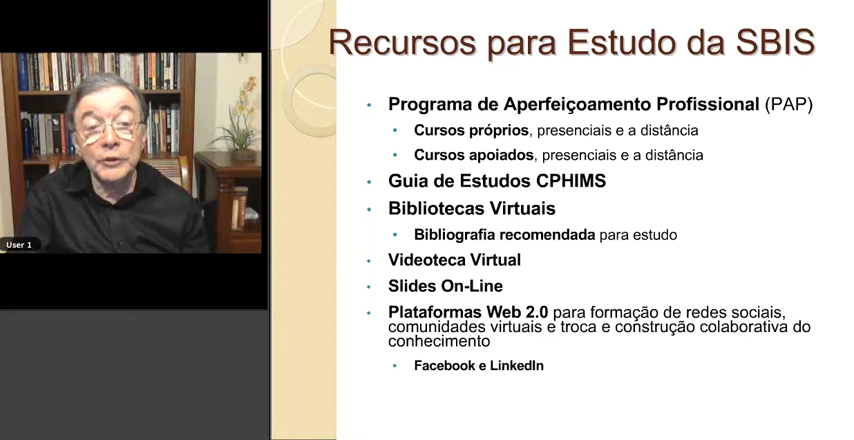 Recursos para Estudo da SBIS
• Programa de Aperfeiçoamento Profissional (PAP)
• Cursos próprios, presenciais e a distância
• Cursos apoiados, presenciais e a distância
• Guia de Estudos CPHIMS
• Bibliotecas Virtuais
• Bibliografia recomendada para estudo
• Videoteca Virtual
• Slides On-Line
• Plataformas Web 2.0 para formação de redes sociais,
comunidades virtuais e troca e construção colaborativa do
conhecimento
• Facebook e LinkedIn
User 1